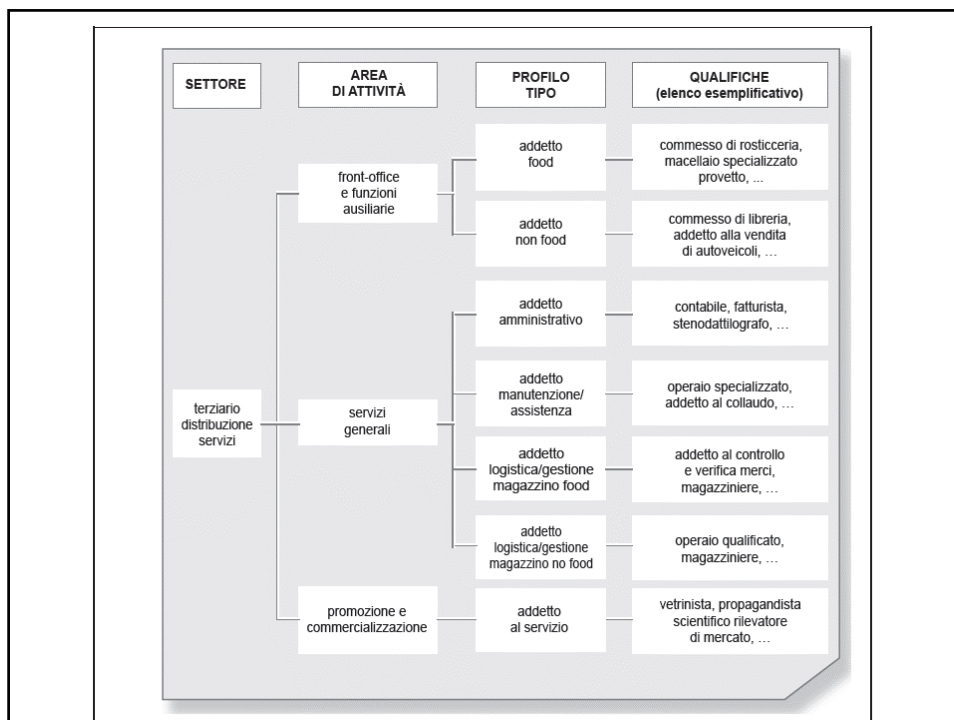 SETTORE
AREA
DI ATTIVITÀ
PROFILO
TIPO
QUALIFICHE
(elenco esemplificativo)
terziario
distribuzione
servizi
front-office
e funzioni
ausiliarie
addetto
food
commesso di rosticceria,
macellaio specializzato
provetto, ...
addetto
non food
commesso di libreria,
addetto alla vendita
di autoveicoli, ...
servizi
generali
addetto
amministrativo
contabile, fatturista,
stenodattilografo, ...
addetto
manutenzione/
assistenza
operaio specializzato,
addetto al collaudo, ...
addetto
logistica/gestione
magazzino food
addetto al controllo
e verifica merci,
magazziniere, ...
addetto
logistica/gestione
magazzino no food
operaio qualificato,
magazziniere, ...
promozione e
commercializzazione
addetto
al servizio
vetrinista, propagandista
scientifico rilevatore
di mercato, ...